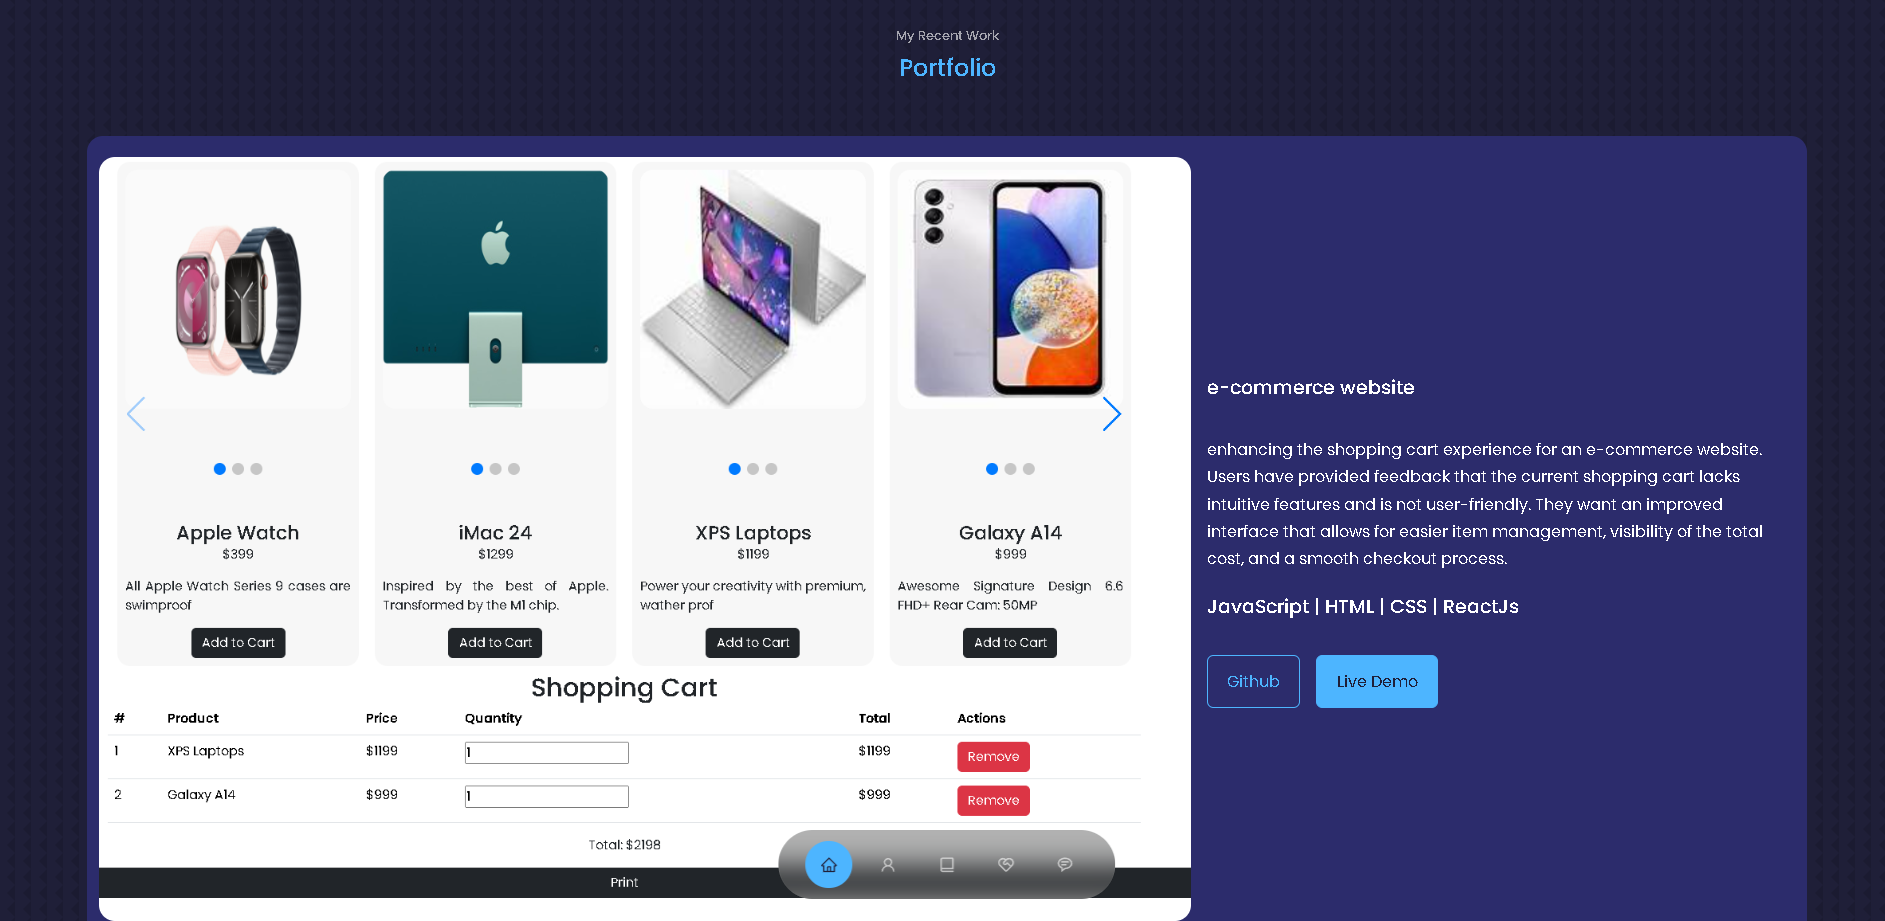 My Recent Work
Portfolio
Apple Watch
$399
All Apple Watch Series 9 cases are
swimproof
Add to Cart
iMac 24
$1299
Inspired by the best of Apple.
Transformed by the M1 chip.
Add to Cart
XPS Laptops
$1199
Power your creativity with premium,
wather prof
Add to Cart
Galaxy A14
$999
Awesome Signature Design 6.6
FHD+ Rear Cam: 50MP
Add to Cart
Shopping Cart
# Product Price Quantity Total Actions
1 XPS Laptops $1199 1 $1199 Remove
2 Galaxy A14 $999 1 $999 Remove
Total: $2198
Print
e-commerce website
enhancing the shopping cart experience for an e-commerce website.
Users have provided feedback that the current shopping cart lacks
intuitive features and is not user-friendly. They want an improved
interface that allows for easier item management, visibility of the total
cost, and a smooth checkout process.
JavaScript | HTML | CSS | ReactJs
Github
Live Demo